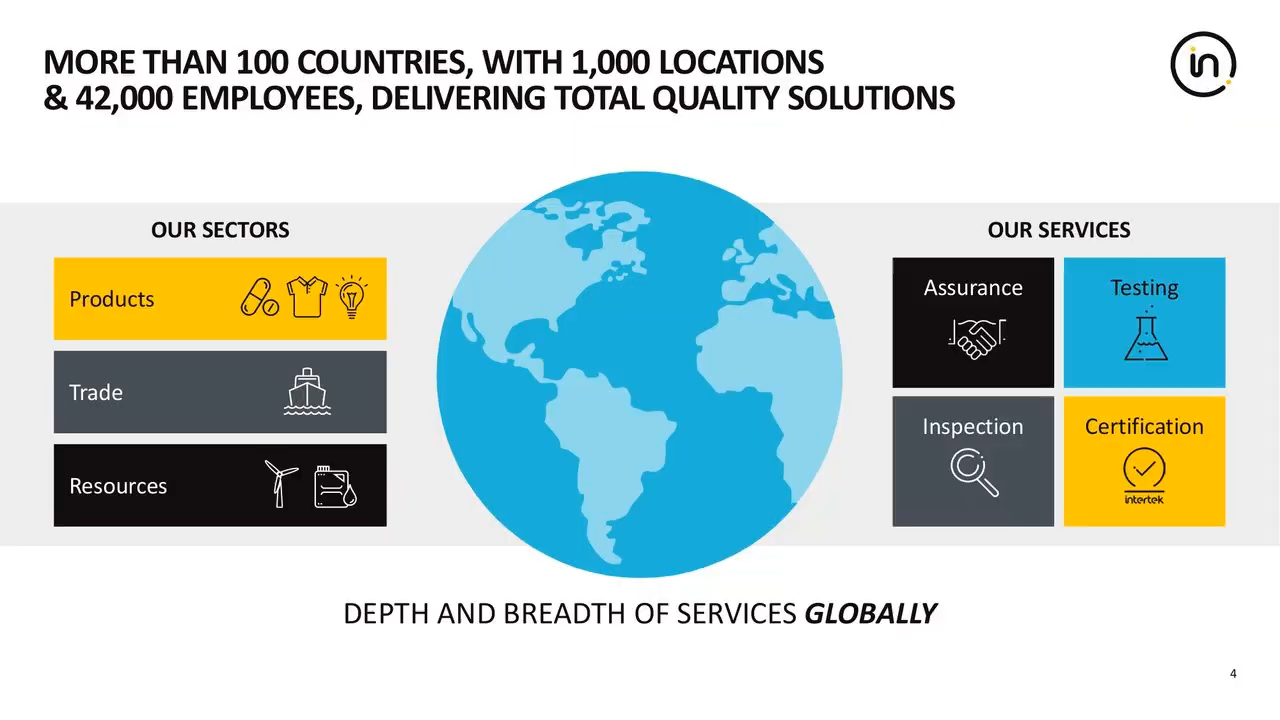 MORE THAN 100 COUNTRIES, WITH 1,000 LOCATIONS
& 42,000 EMPLOYEES, DELIVERING TOTAL QUALITY SOLUTIONS
in
OUR SECTORS
Products
Trade
Resources
OUR SERVICES
Assurance
Testing
Inspection
Certification
intertek
DEPTH AND BREADTH OF SERVICES GLOBALLY
4